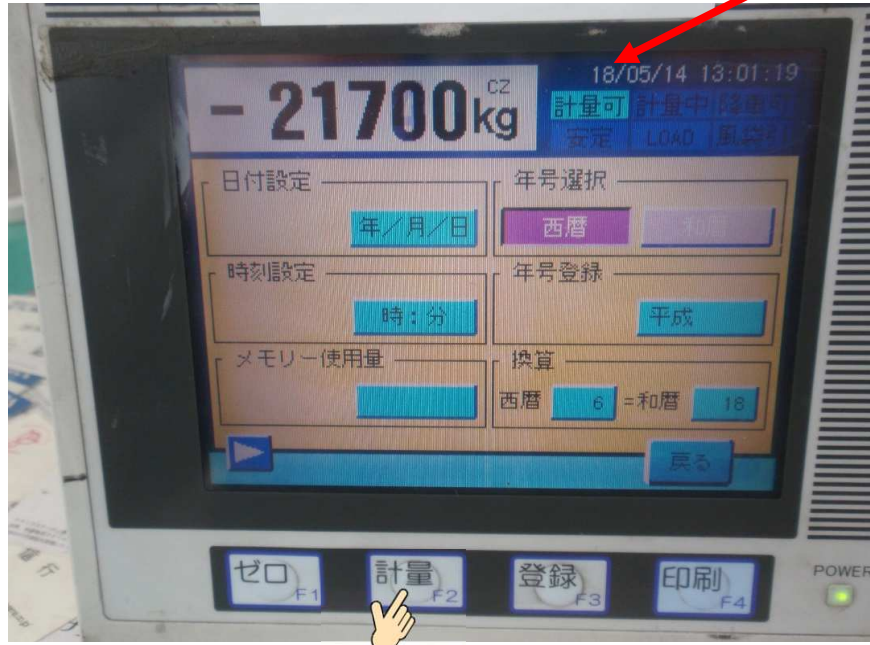 18/05/14 13:01:19
- 21700kg
CZ
計量可 計量中
安定 LOAD
日付設定
年号選択
年/月/日
西暦 和暦
時刻設定
年号登録
時:分
平成
メモリー使用量
換算
西暦 6 =和暦 18
戻る
ゼロ F1
計量 F2
登録 F3
印刷 F4
POWER